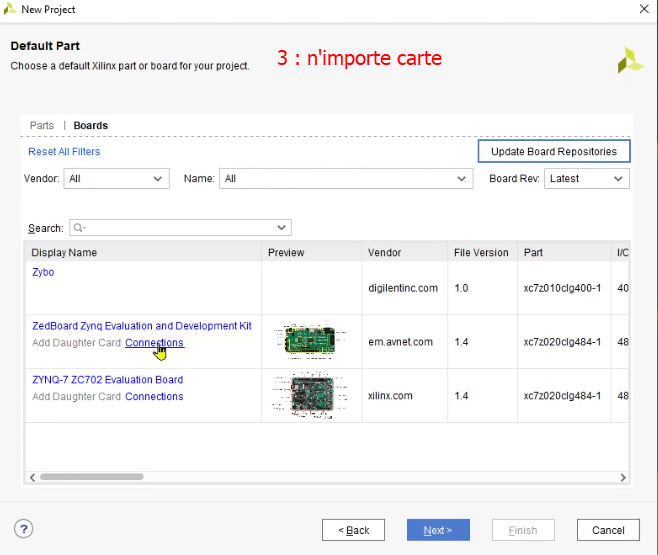 New Project
Default Part
Choose a default Xilinx part or board for your project.
3 : n'importe carte
Parts | Boards
Reset All Filters
Update Board Repositories
Vendor: All
Name: All
Board Rev: Latest
Search:
Display Name Preview Vendor File Version Part I/O
Zybo
digilentinc.com 1.0 xc7z010clg400-1 40
ZedBoard Zynq Evaluation and Development Kit
Add Daughter Card Connections
em.avnet.com 1.4 xc7z020clg484-1 48
ZYNQ-7 ZC702 Evaluation Board
Add Daughter Card Connections
xilinx.com 1.4 xc7z020clg484-1 48
?
< Back
Next >
Finish
Cancel